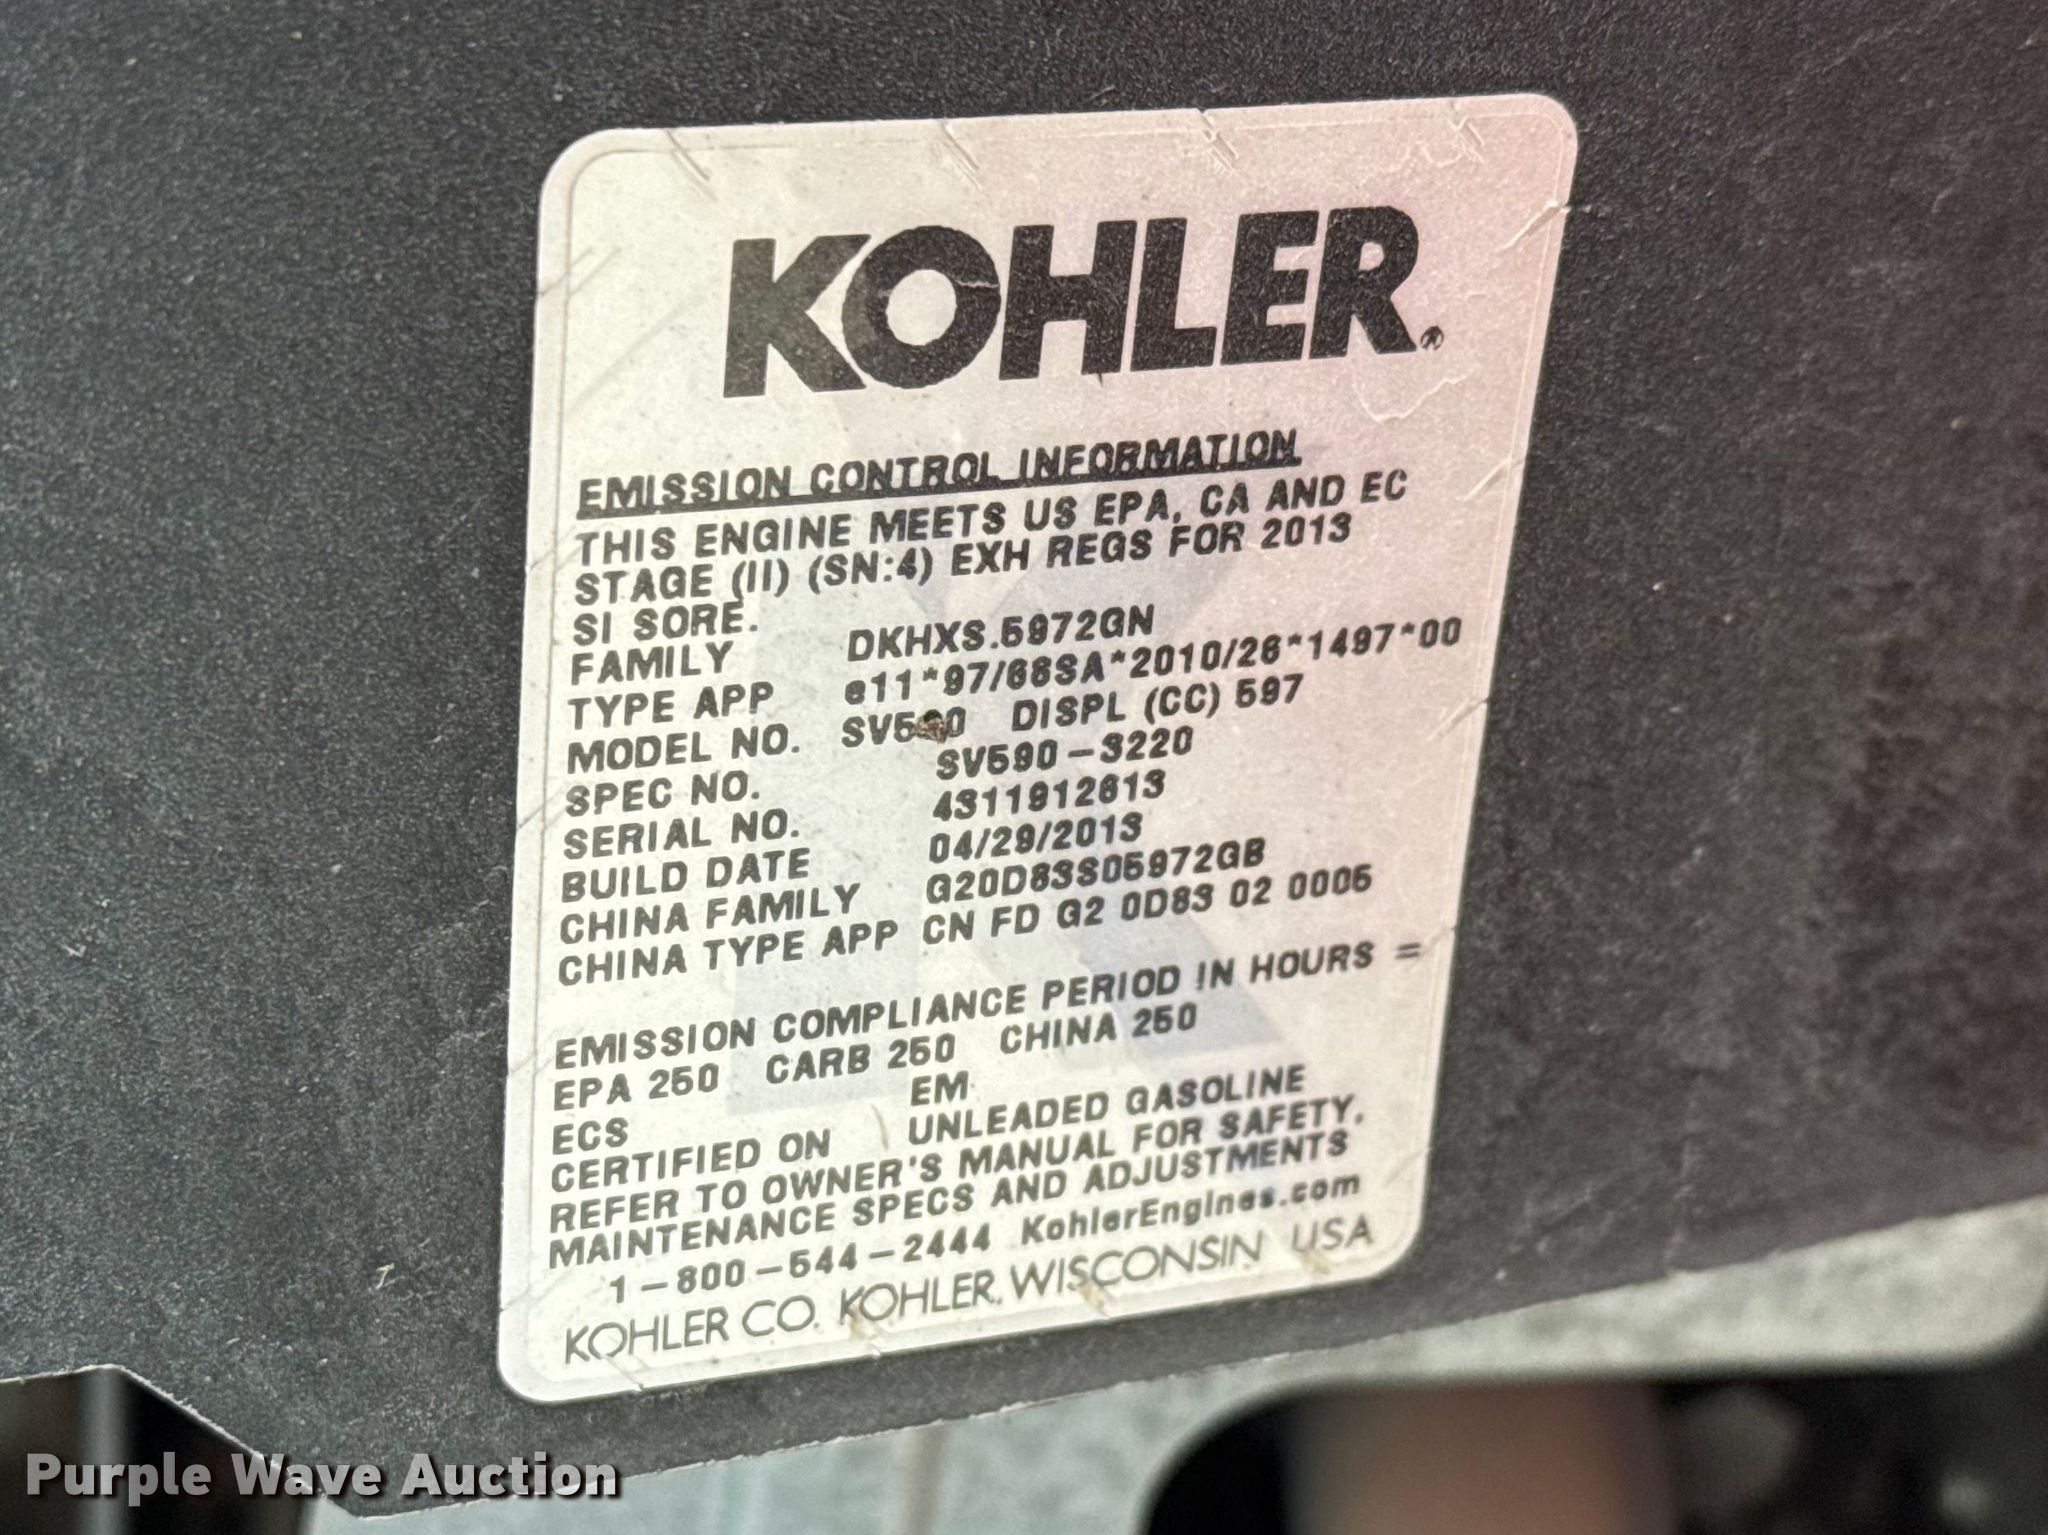 KOHLER®
EMISSION CONTROL INFORMATION
THIS ENGINE MEETS US EPA, CA AND EC
STAGE (II) (SN:4) EXH REGS FOR 2013
SI SORE.
FAMILY DKHXS.5972GN
TYPE APP e11*97/68SA*2010/26*1497*00
MODEL NO. SV590 DISPL (CC) 597
SPEC NO. SV590-3220
SERIAL NO. 4311912613
BUILD DATE 04/29/2013
CHINA FAMILY G20D83S05972GB
CHINA TYPE APP CN FD G2 0D83 02 0005
EMISSION COMPLIANCE PERIOD IN HOURS =
EPA 250 CARB 250 CHINA 250
ECS EM
CERTIFIED ON UNLEADED GASOLINE
REFER TO OWNER'S MANUAL FOR SAFETY,
MAINTENANCE SPECS AND ADJUSTMENTS
1-800-544-2444 KohlerEngines.com
KOHLER CO. KOHLER, WISCONSIN USA
Purple Wave Auction